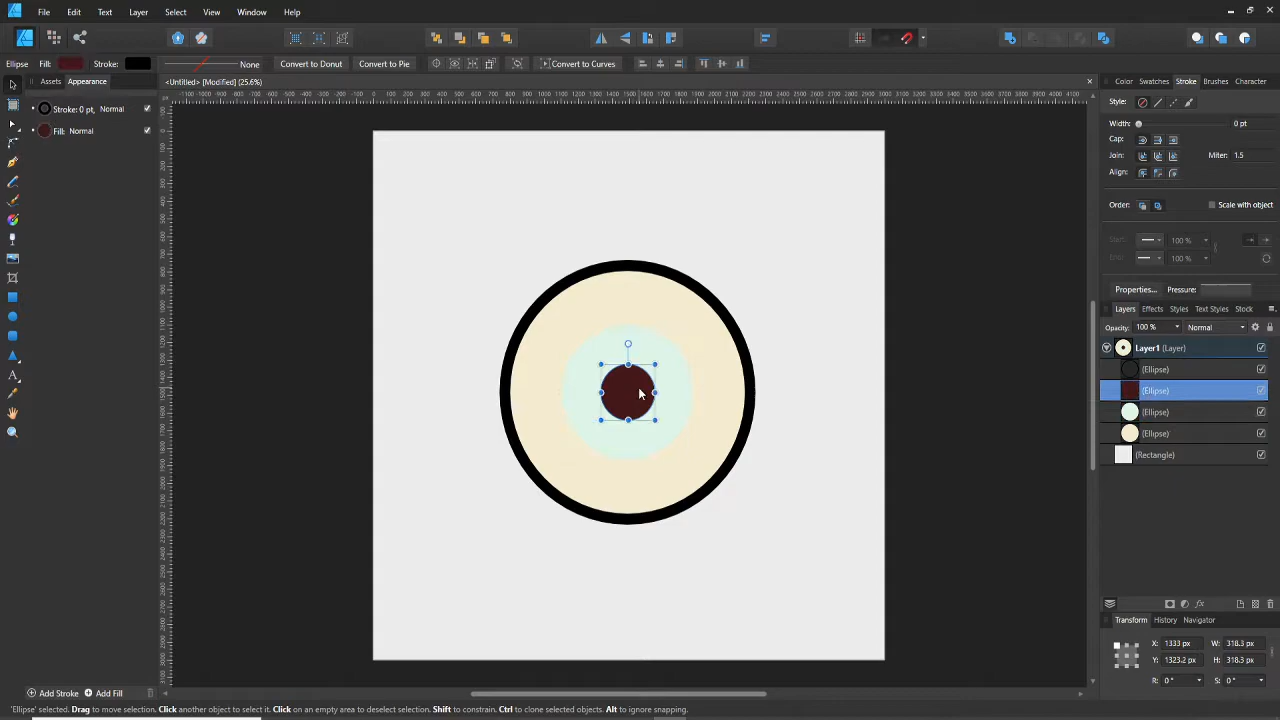 File Edit Text Layer Select View Window Help
Ellipse Fill: Stroke: None Convert to Donut Convert to Pie Convert to Curves
Assets Appearance
<Untitled> [Modified] (25.6%)
Color Swatches Stroke Brushes Character
Stroke: 0 pt, Normal
Fill: Normal
Style:
Width: 0 pt
Cap:
Join: Miter: 1.5
Align:
Order: Scale with object
Start: 100 %
End: 100 %
Properties... Pressure:
Layers Effects Styles Text Styles Stock
Opacity: 100 % Normal
Layer1 (Layer)
(Ellipse)
(Ellipse)
(Ellipse)
(Ellipse)
(Rectangle)
fx
Transform History Navigator
X: 1333 px W: 318.3 px
Y: 1323.2 px H: 318.3 px
R: 0 ° S: 0 °
Add Stroke Add Fill
'Ellipse' selected. Drag to move selection. Click another object to select it. Click on an empty area to deselect selection. Shift to constrain. Ctrl to clone selected objects. Alt to ignore snapping.